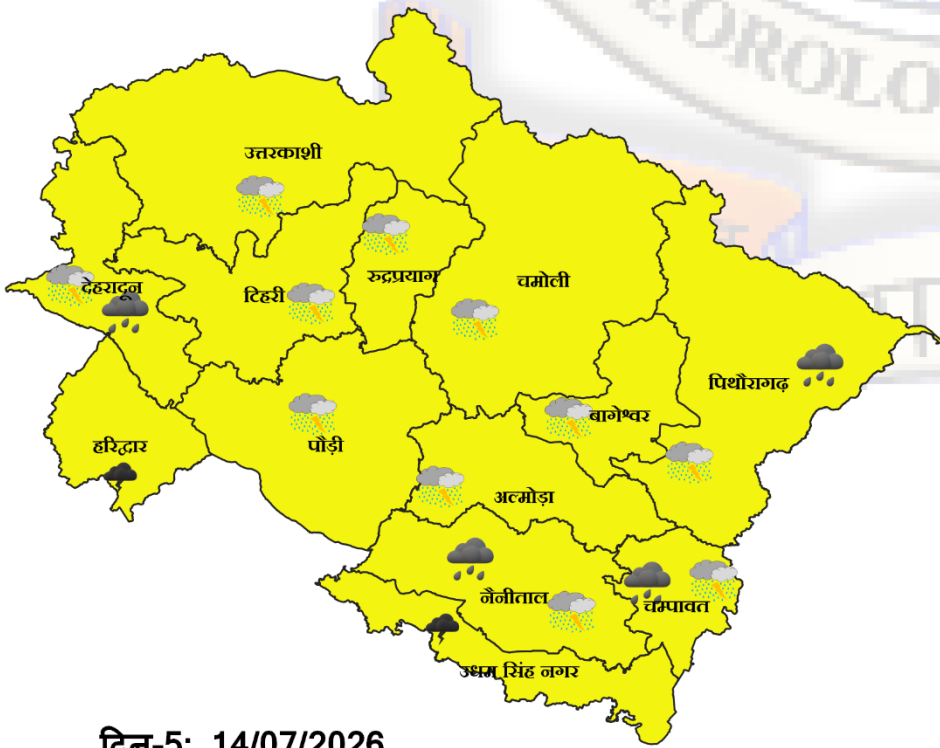 OROLO
उत्तरकाशी
रुद्रप्रयाग
चमोली
देहरादून
टिहरी
पिथौरागढ़
बागेश्वर
हरिद्वार
पौड़ी
अल्मोड़ा
नैनीताल
चम्पावत
उधम सिंह नगर
दिन-5: 14/07/2026